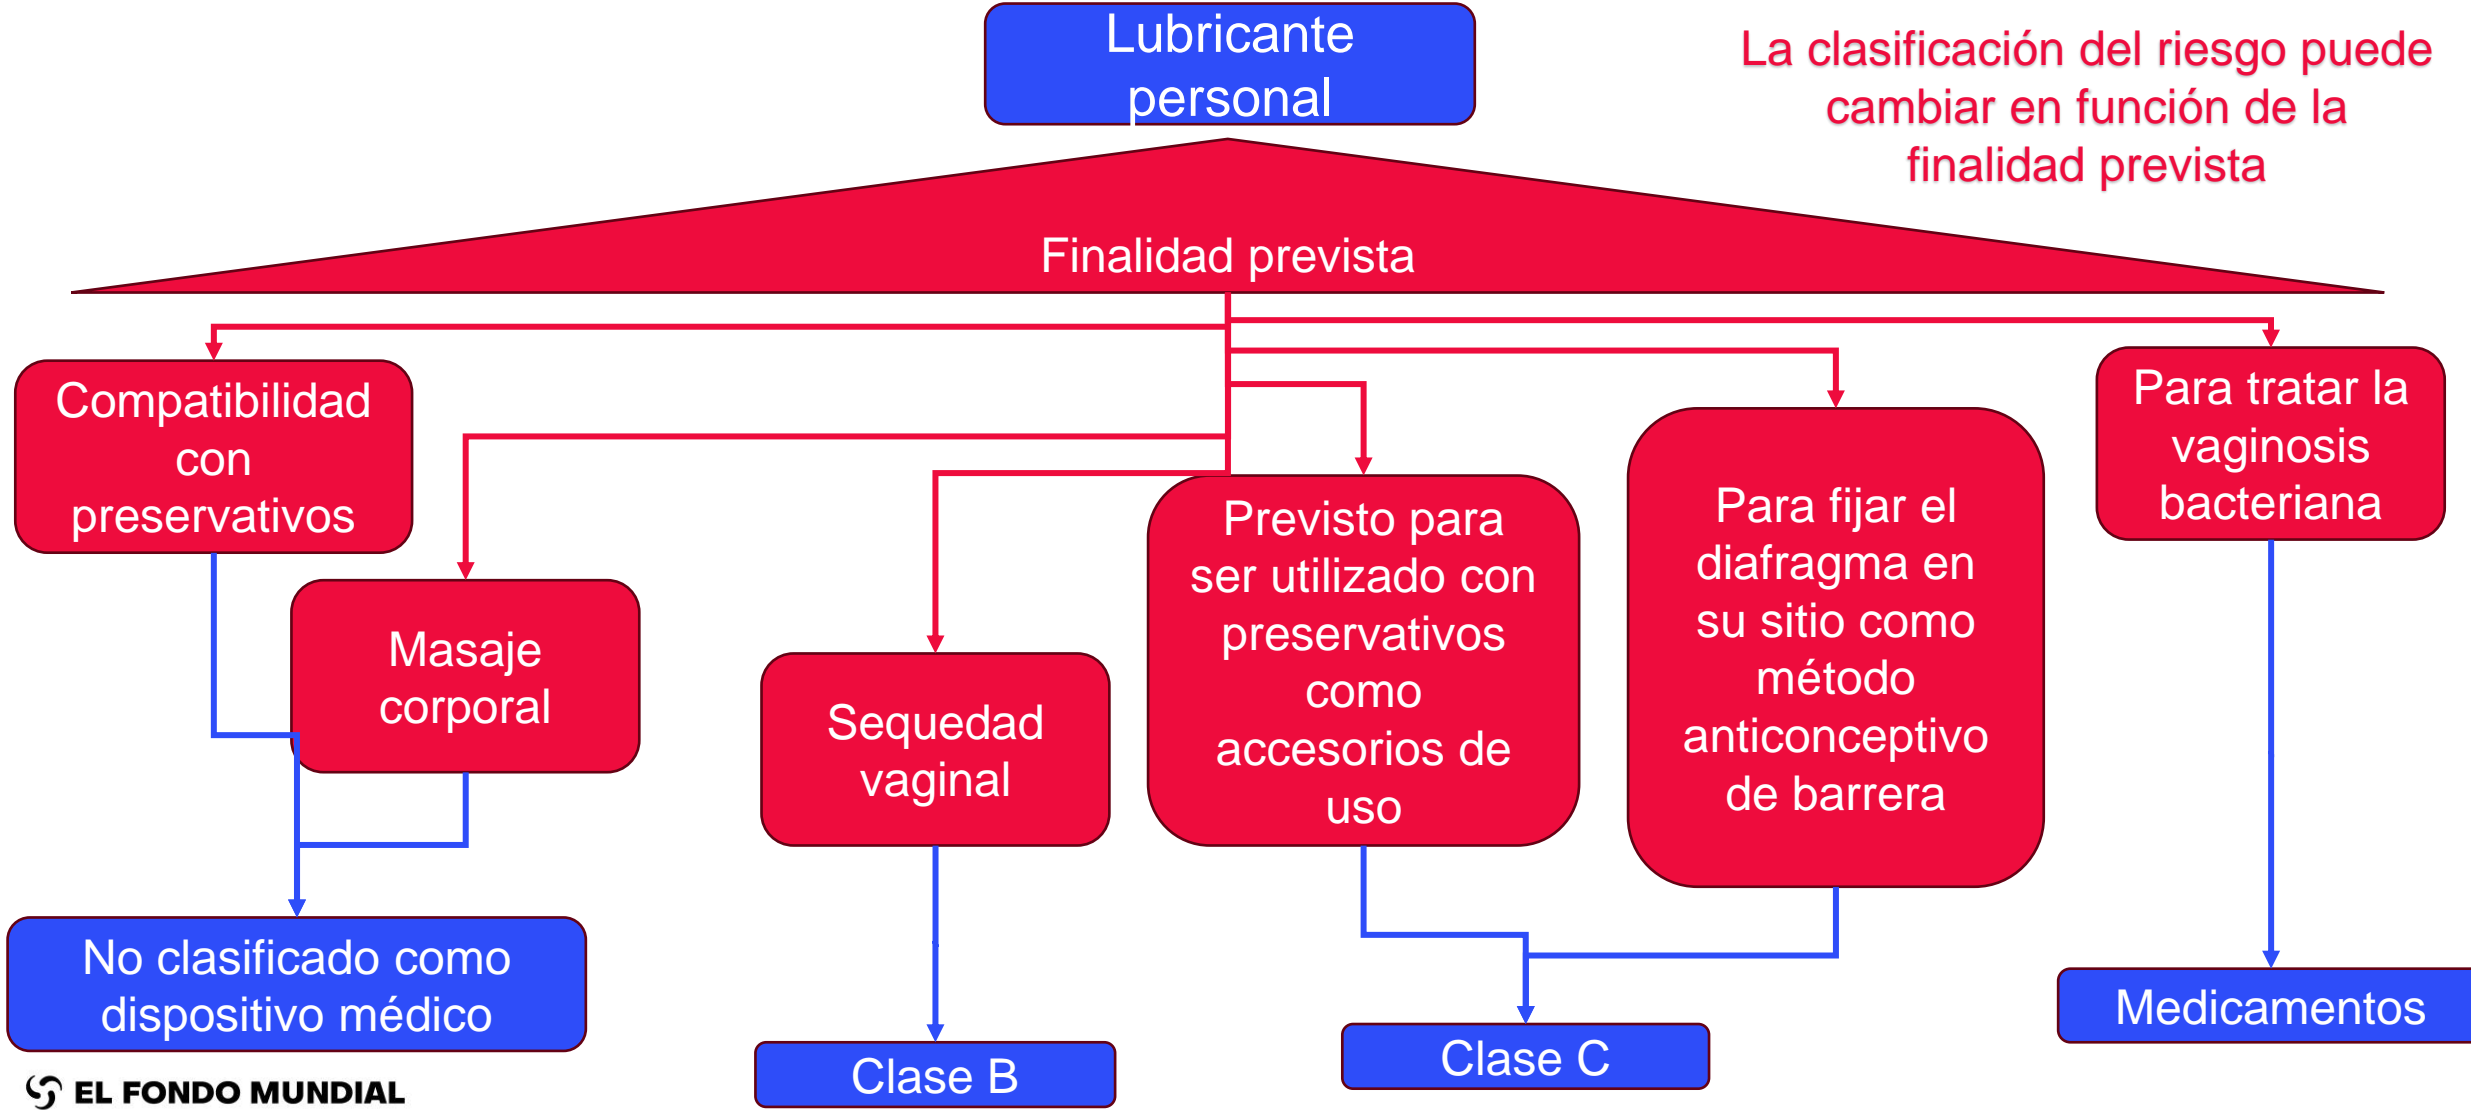 Lubricante
personal
La clasificación del riesgo puede
cambiar en función de la
finalidad prevista
Finalidad prevista
Compatibilidad
con
preservativos
Masaje
corporal
Sequedad
vaginal
Previsto para
ser utilizado con
preservativos
como
accesorios de
uso
Para fijar el
diafragma en
su sitio como
método
anticonceptivo
de barrera
Para tratar la
vaginosis
bacteriana
No clasificado como
dispositivo médico
Clase B
Clase C
Medicamentos
EL FONDO MUNDIAL